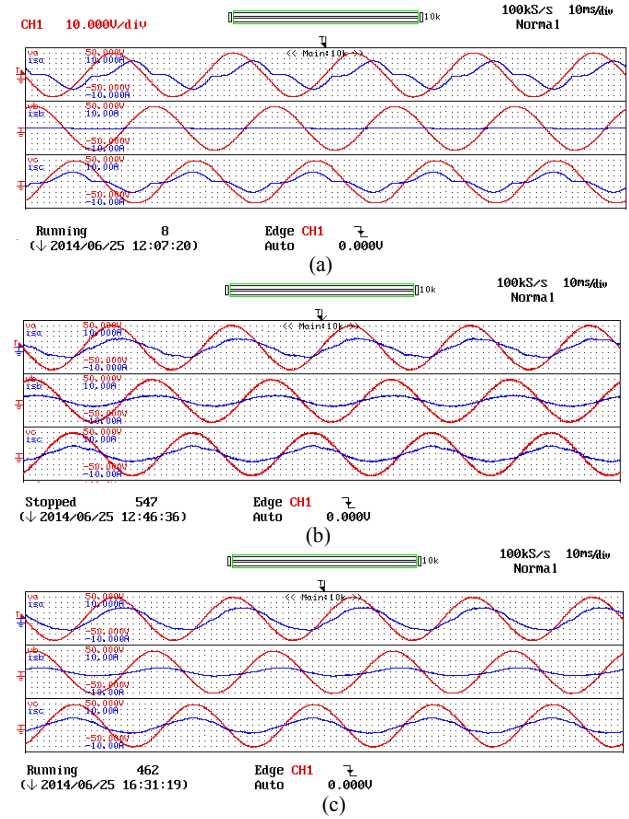 CH1 10.000V/div
10k
100kS/s 10ms/div
Normal
<< Main:10k >>
va 50.000V
isa 10.000A
-50.000V
-10.000A
vb 50.000V
isb 10.00A
-50.000V
-10.00A
vc 50.000V
isc 10.000A
-50.000V
-10.000A
Running 8 Edge CH1
(↓ 2014/06/25 12:07:20) Auto 0.000V
(a)
10k
100kS/s 10ms/div
Normal
<< Main:10k >>
va 50.000V
isa 10.000A
-50.000V
-10.000A
vb 50.000V
isb 10.00A
-50.000V
-10.00A
vc 50.000V
isc 10.00A
-50.000V
-10.000A
Stopped 547 Edge CH1
(↓ 2014/06/25 12:46:36) Auto 0.000V
(b)
10k
100kS/s 10ms/div
Normal
<< Main:10k >>
va 50.000V
isa 10.000A
-50.000V
-10.000A
vb 50.000V
isb 10.00A
-50.000V
-10.00A
vc 50.000V
isc 10.00A
-50.000V
-10.000A
Running 462 Edge CH1
(↓ 2014/06/25 16:31:19) Auto 0.000V
(c)